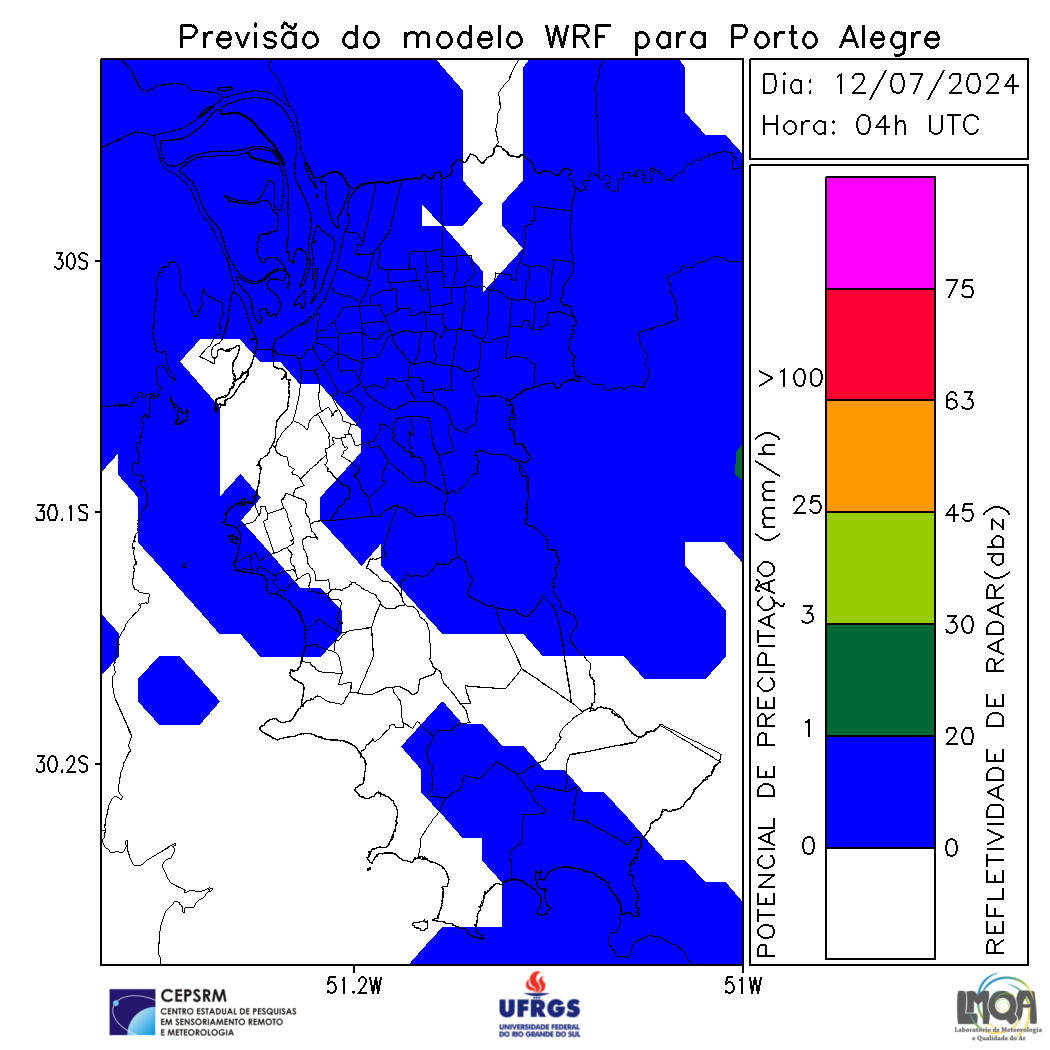 Previsão do modelo WRF para Porto Alegre
Dia: 12/07/2024
Hora: 04h UTC
30S
30.1S
30.2S
51.2W
51W
POTENCIAL DE PRECIPITAÇÃO (mm/h)
>100
25
3
1
0
75
63
45
30
20
0
REFLETIVIDADE DE RADAR(dbz)
CEPSRM
CENTRO ESTADUAL DE PESQUISAS
EM SENSORIAMENTO REMOTO
E METEOROLOGIA
UFRGS
UNIVERSIDADE FEDERAL
DO RIO GRANDE DO SUL
LMQA
Laboratório de Meteorologia
e Qualidade do Ar